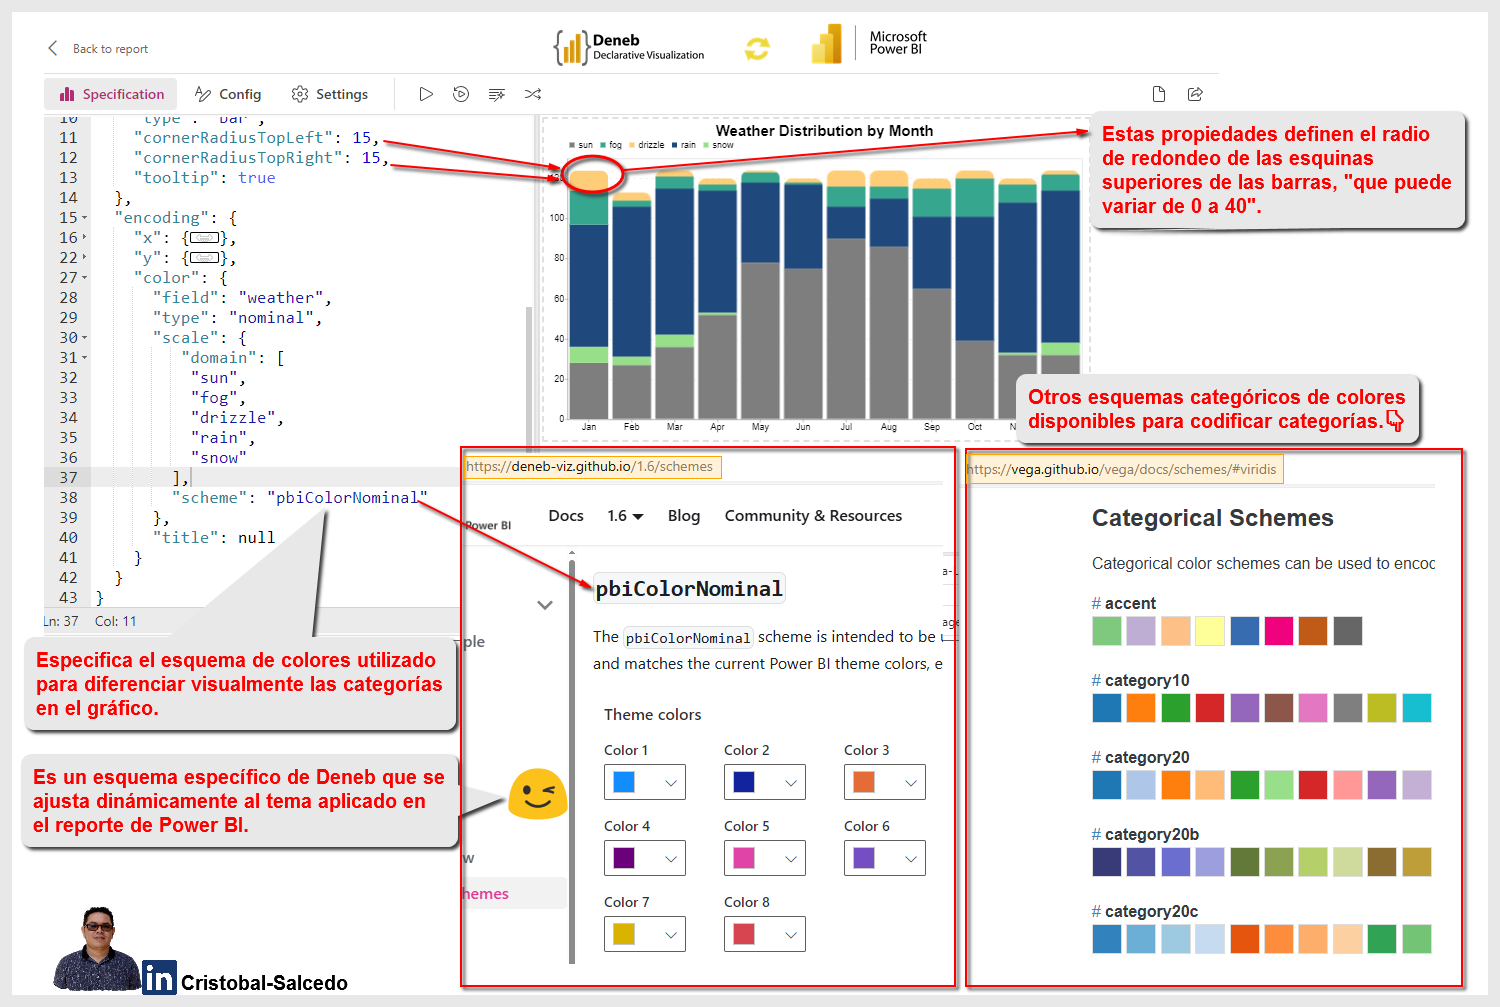 Back to report
Deneb
Declarative Visualization
Microsoft
Power BI
Specification
Config
Settings
11 "cornerRadiusTopLeft": 15,
12 "cornerRadiusTopRight": 15,
13 "tooltip": true
14 },
15 "encoding": {
16 "x": {
},
22 "y": {
},
27 "color": {
28 "field": "weather",
29 "type": "nominal",
30 "scale": {
31 "domain": [
32 "sun",
33 "fog",
34 "drizzle",
35 "rain",
36 "snow"
37 ],
38 "scheme": "pbiColorNominal"
39 },
40 "title": null
41 }
42 }
43 }
Ln: 37 Col: 11
Weather Distribution by Month
sun fog drizzle rain snow
100
80
60
40
20
0
Jan Feb Mar Apr May Jun Jul Aug Sep Oct N
Estas propiedades definen el radio
de redondeo de las esquinas
superiores de las barras, "que puede
variar de 0 a 40".
Otros esquemas categóricos de colores
disponibles para codificar categorías.
Especifica el esquema de colores utilizado
para diferenciar visualmente las categorías
en el gráfico.
Es un esquema específico de Deneb que se
ajusta dinámicamente al tema aplicado en
el reporte de Power BI.
https://deneb-viz.github.io/1.6/schemes
Power BI
Docs 1.6 Blog Community & Resources
ple
w
hemes
pbiColorNominal
The pbiColorNominal scheme is intended to be
and matches the current Power BI theme colors, e
Theme colors
Color 1 Color 2 Color 3
Color 4 Color 5 Color 6
Color 7 Color 8
https://vega.github.io/vega/docs/schemes/#viridis
Categorical Schemes
Categorical color schemes can be used to encod
# accent
# category10
# category20
# category20b
# category20c
in Cristobal-Salcedo